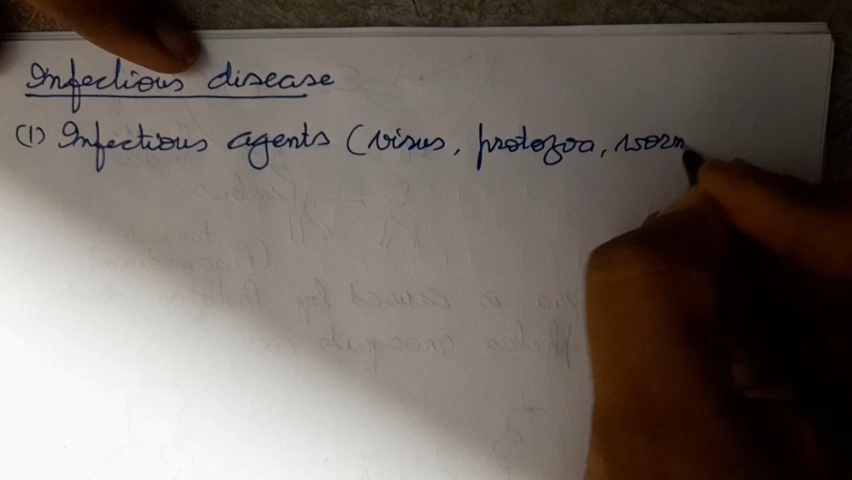 Infectious disease
(1) Infectious agents (virus, protozoa, worm